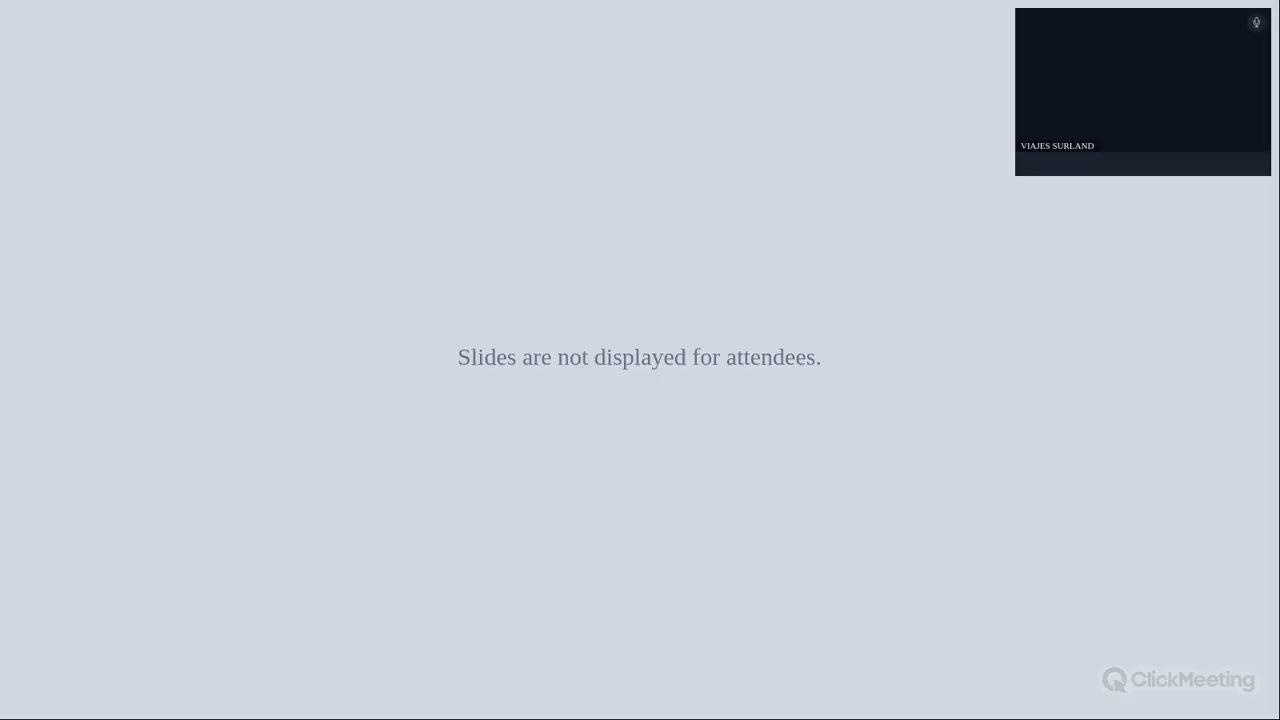 VIAJES SURLAND
Slides are not displayed for attendees.
ClickMeeting